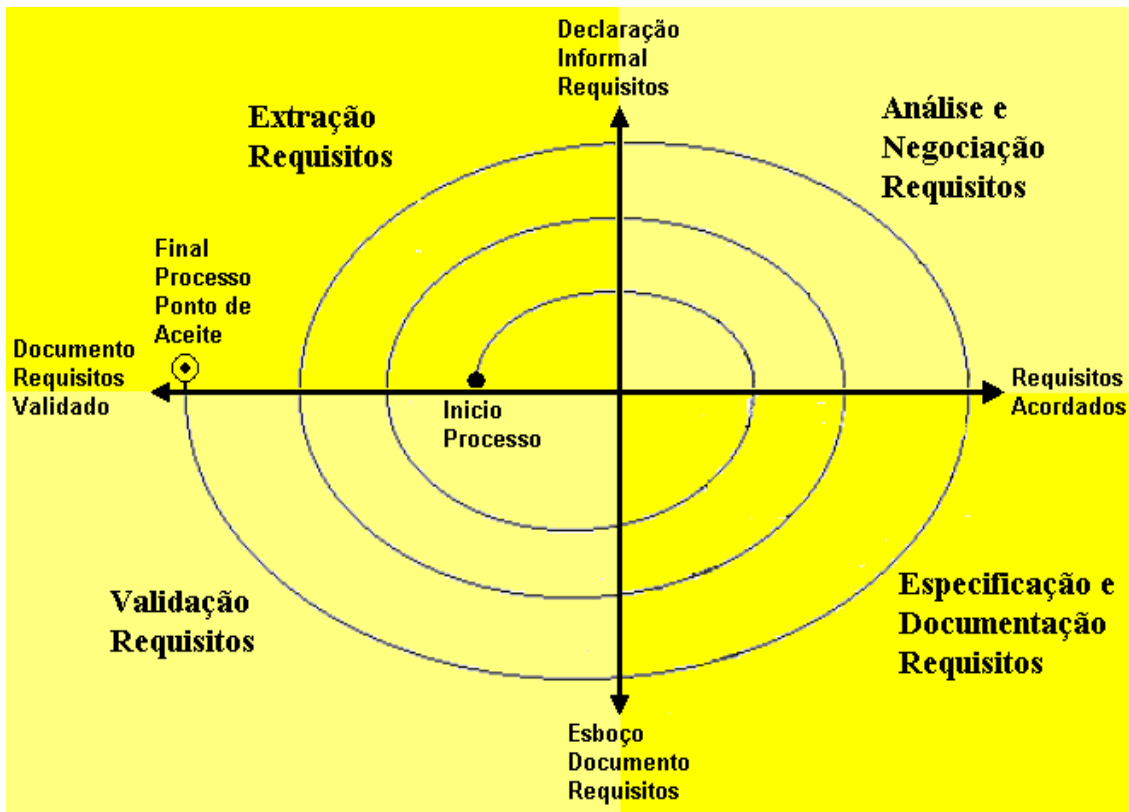 Declaração
Informal
Requisitos
Extração
Requisitos
Análise e
Negociação
Requisitos
Final
Processo
Ponto de
Aceite
Documento
Requisitos
Validado
Inicio
Processo
Requisitos
Acordados
Validação
Requisitos
Especificação e
Documentação
Requisitos
Esboço
Documento
Requisitos